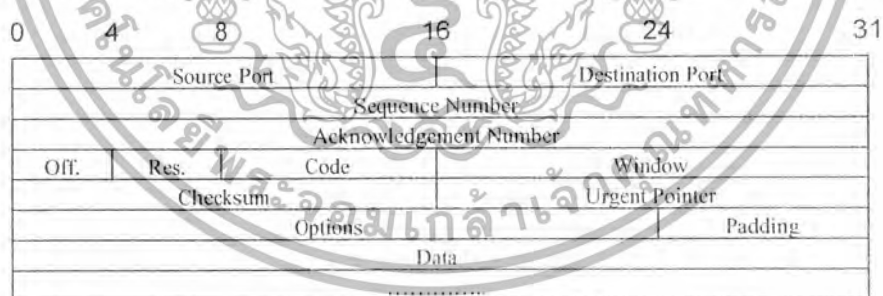 0 4 8 16 24 31
Source Port Destination Port
Sequence Number
Acknowledgement Number
Off. Res. Code Window
Checksum Urgent Pointer
Options Padding
Data
..............